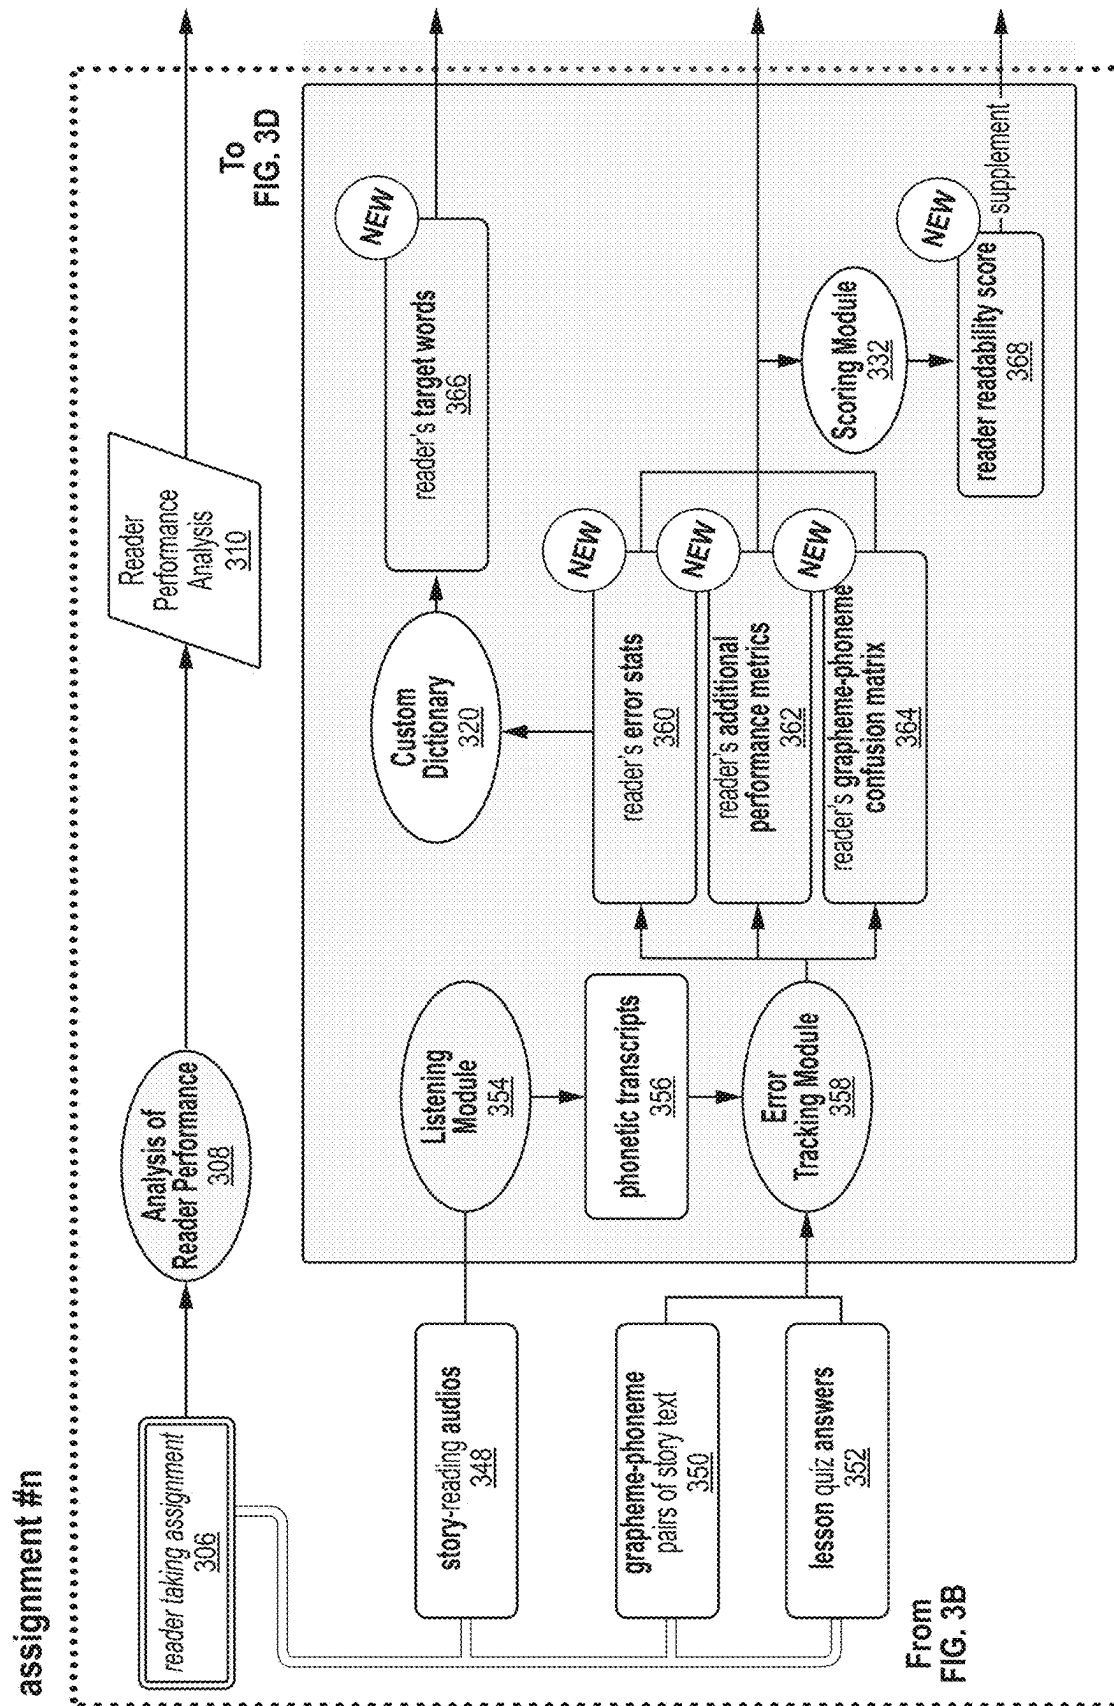 assignment #n
reader taking assignment
306
Analysis of
Reader Performance
308
Reader
Performance
Analysis
310
To
FIG. 3D
story-reading audios
348
Listening
Module
354
Custom
Dictionary
320
reader's target words
366
NEW
grapheme-phoneme
pairs of story text
350
phonetic transcripts
356
reader's error stats
360
NEW
reader's additional
performance metrics
362
NEW
lesson quiz answers
352
Error
Tracking Module
358
reader's grapheme-phoneme
confusion matrix
364
NEW
Scoring Module
332
reader readability score
368
NEW
supplement
From
FIG. 3B